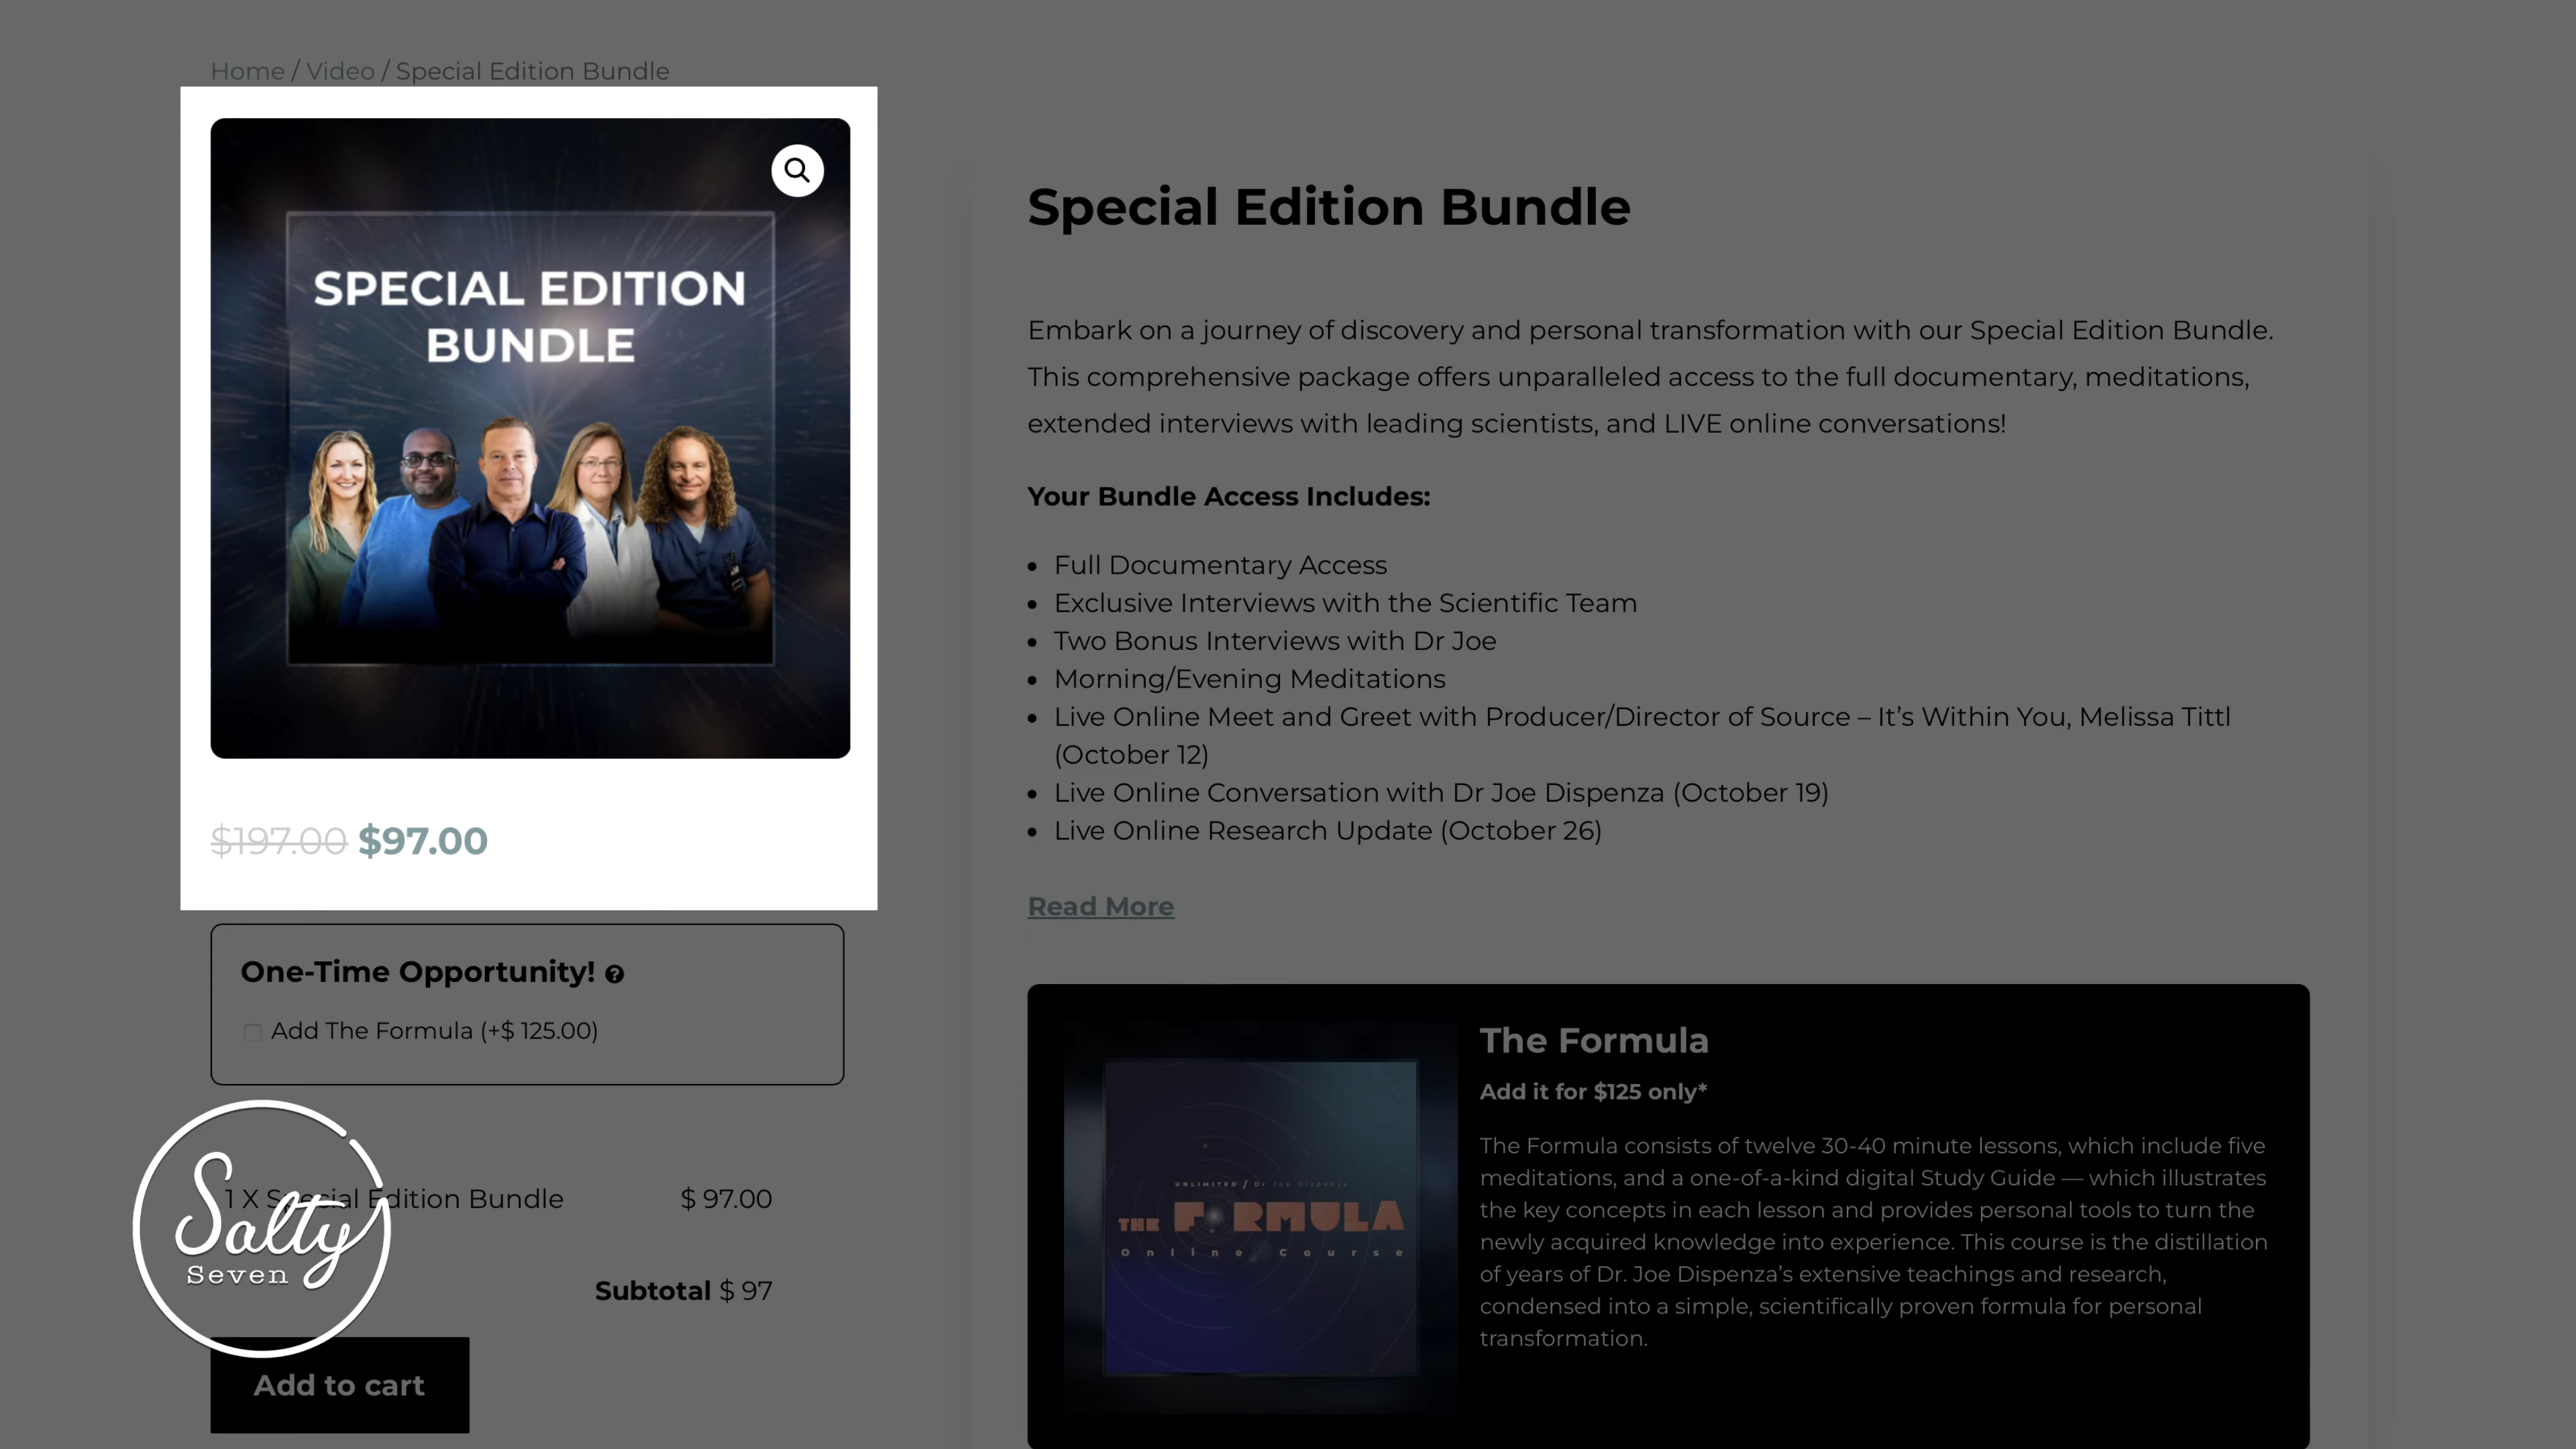 Home / Video / Special Edition Bundle
SPECIAL EDITION
BUNDLE
$197.00 $97.00
One-Time Opportunity! ?
Add The Formula (+$ 125.00)
1 X Special Edition Bundle $ 97.00
Subtotal $ 97
Add to cart
Salty
Seven
Special Edition Bundle
Embark on a journey of discovery and personal transformation with our Special Edition Bundle.
This comprehensive package offers unparalleled access to the full documentary, meditations,
extended interviews with leading scientists, and LIVE online conversations!
Your Bundle Access Includes:
• Full Documentary Access
• Exclusive Interviews with the Scientific Team
• Two Bonus Interviews with Dr Joe
• Morning/Evening Meditations
• Live Online Meet and Greet with Producer/Director of Source – It’s Within You, Melissa Tittl
(October 12)
• Live Online Conversation with Dr Joe Dispenza (October 19)
• Live Online Research Update (October 26)
Read More
UNLIMITED / Dr Joe Dispenza
THE FORMULA
Online Course
The Formula
Add it for $125 only*
The Formula consists of twelve 30-40 minute lessons, which include five
meditations, and a one-of-a-kind digital Study Guide — which illustrates
the key concepts in each lesson and provides personal tools to turn the
newly acquired knowledge into experience. This course is the distillation
of years of Dr. Joe Dispenza’s extensive teachings and research,
condensed into a simple, scientifically proven formula for personal
transformation.